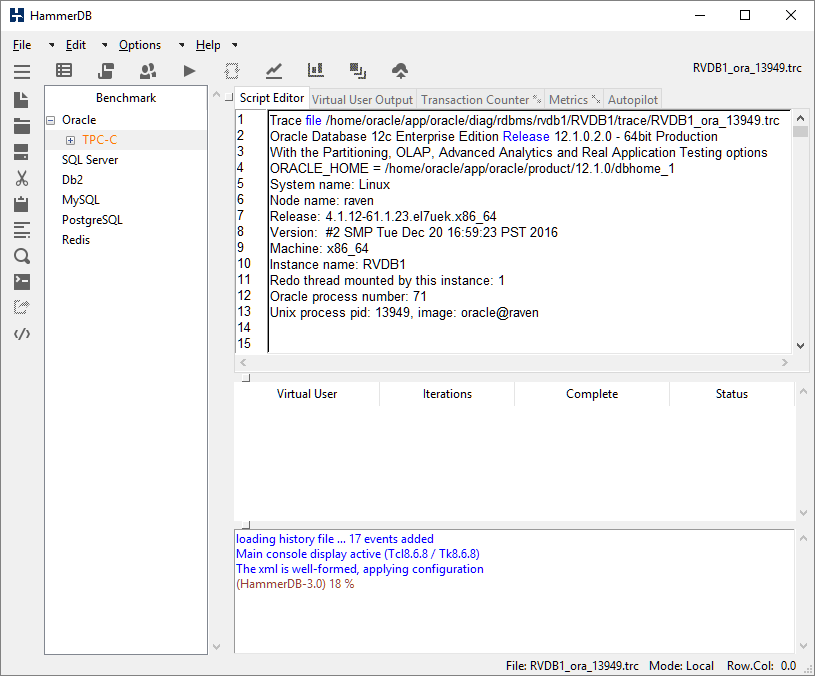 HammerDB
File Edit Options Help
RVDB1_ora_13949.trc
Benchmark
Oracle
TPC-C
SQL Server
Db2
MySQL
PostgreSQL
Redis
Script Editor Virtual User Output Transaction Counter Metrics Autopilot
1 Trace file /home/oracle/app/oracle/diag/rdbms/rvdb1/RVDB1/trace/RVDB1_ora_13949.trc
2 Oracle Database 12c Enterprise Edition Release 12.1.0.2.0 - 64bit Production
3 With the Partitioning, OLAP, Advanced Analytics and Real Application Testing options
4 ORACLE_HOME = /home/oracle/app/oracle/product/12.1.0/dbhome_1
5 System name: Linux
6 Node name: raven
7 Release: 4.1.12-61.1.23.el7uek.x86_64
8 Version: #2 SMP Tue Dec 20 16:59:23 PST 2016
9 Machine: x86_64
10 Instance name: RVDB1
11 Redo thread mounted by this instance: 1
12 Oracle process number: 71
13 Unix process pid: 13949, image: oracle@raven
14
15
Virtual User Iterations Complete Status
loading history file ... 17 events added
Main console display active (Tcl8.6.8 / Tk8.6.8)
The xml is well-formed, applying configuration
(HammerDB-3.0) 18 %
File: RVDB1_ora_13949.trc Mode: Local Row.Col: 0.0